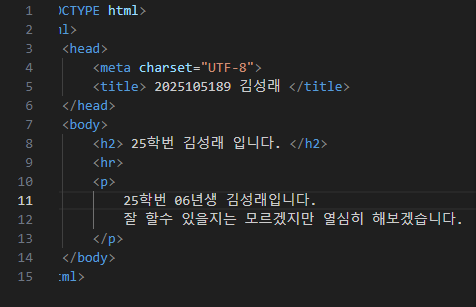 1 OCTYPE html>
2 ml>
3 <head>
4 <meta charset="UTF-8">
5 <title> 2025105189 김성래 </title>
6 </head>
7 <body>
8 <h2> 25학번 김성래 입니다. </h2>
9 <hr>
10 <p>
11 25학번 06년생 김성래입니다.
12 잘 할수 있을지는 모르겠지만 열심히 해보겠습니다.
13 </p>
14 </body>
15 tml>